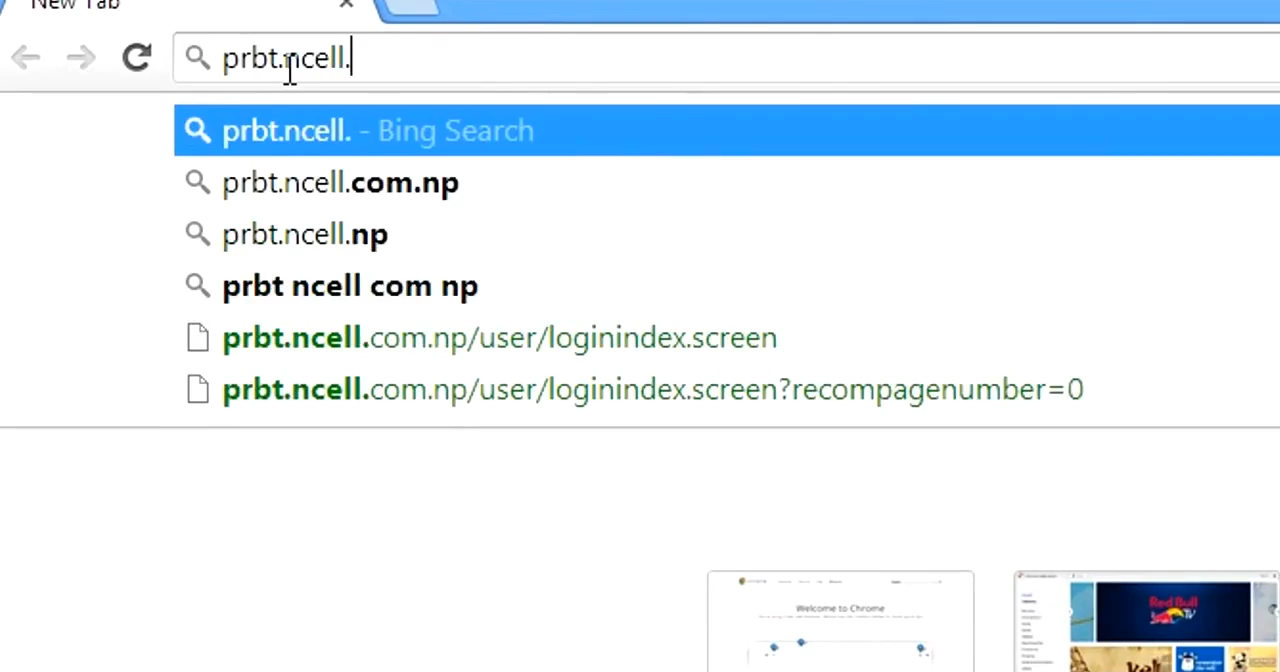 New Tab
prbt.ncell.
prbt.ncell. - Bing Search
prbt.ncell.com.np
prbt.ncell.np
prbt ncell com np
prbt.ncell.com.np/user/loginindex.screen
prbt.ncell.com.np/user/loginindex.screen?recompagenumber=0
Welcome to Chrome
Red Bull
TV